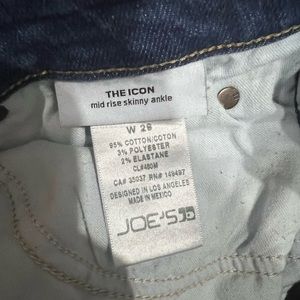 THE ICON
mid rise skinny ankle
W 28
95% COTTON/COTON
3% POLYESTER
2% ELASTANE
CL#480M
CA# 35037 RN# 149497
DESIGNED IN LOS ANGELES
MADE IN MEXICO
JOE'S